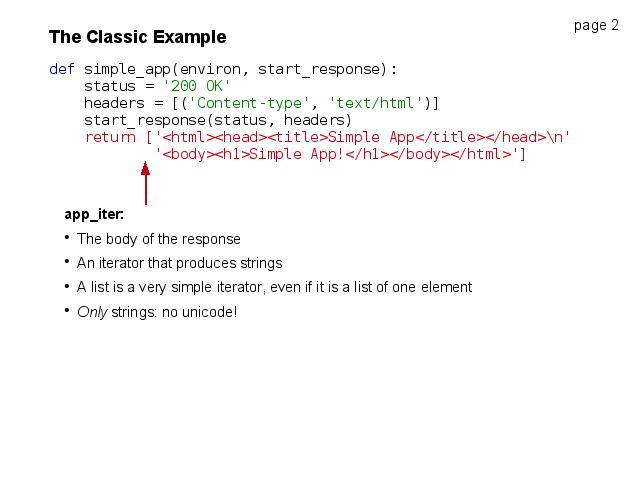 page 2
The Classic Example
def simple_app(environ, start_response):
    status = '200 OK'
    headers = [('Content-type', 'text/html')]
    start_response(status, headers)
    return ['<html><head><title>Simple App</title></head>\n'
            '<body><h1>Simple App!</h1></body></html>']
app_iter:
• The body of the response
• An iterator that produces strings
• A list is a very simple iterator, even if it is a list of one element
• Only strings: no unicode!